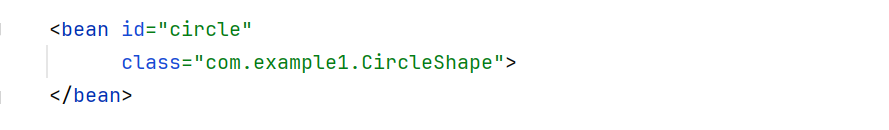 <bean id="circle"
class="com.example1.CircleShape">
</bean>